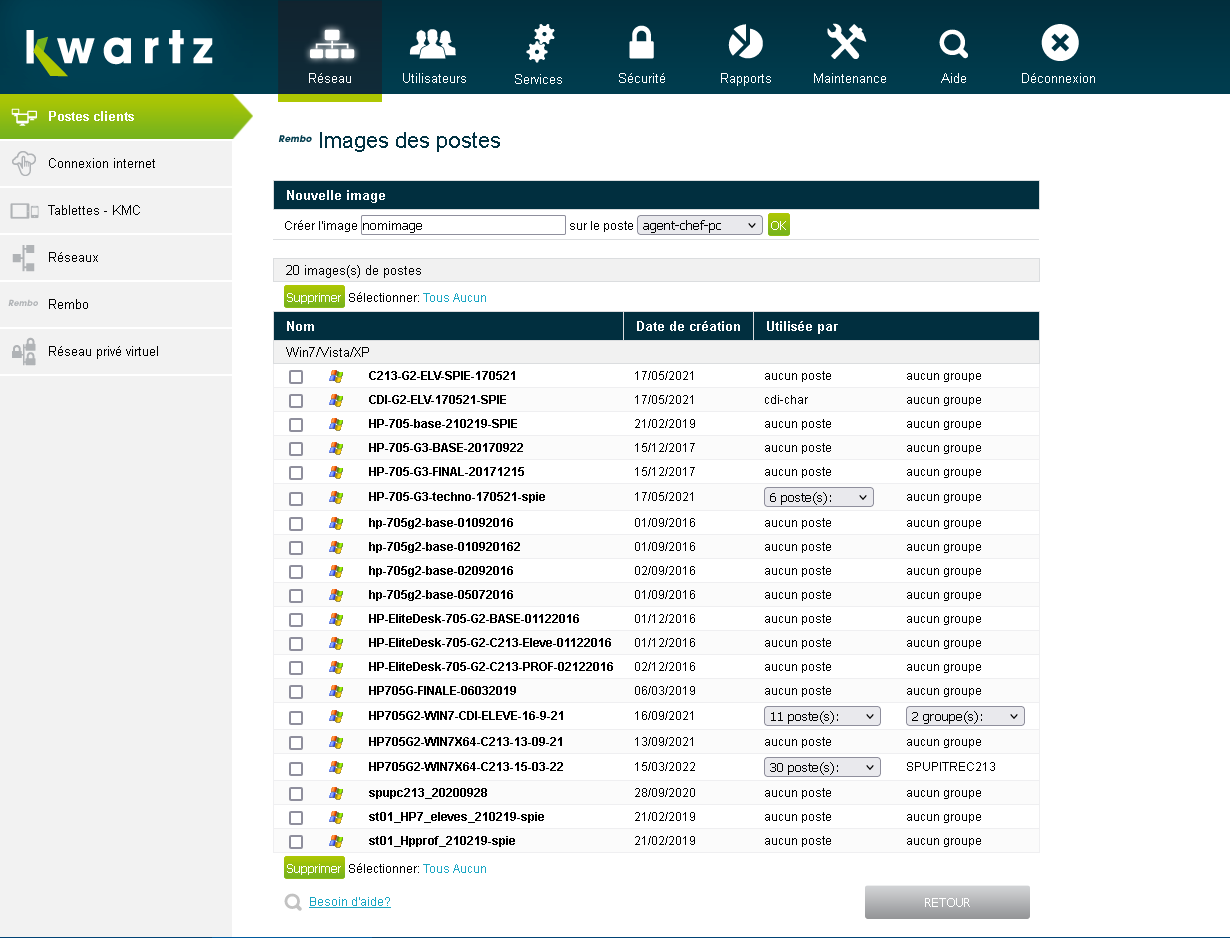 kwartz
Réseau Utilisateurs Services Sécurité Rapports Maintenance Aide Déconnexion
Postes clients
Connexion internet
Tablettes - KMC
Réseaux
Rembo Rembo
Réseau privé virtuel
Rembo Images des postes
Nouvelle image
Créer l'image nomimage sur le poste agent-chef-pc OK
20 images(s) de postes
Supprimer Sélectionner: Tous Aucun
Nom Date de création Utilisée par
Win7/Vista/XP
C213-G2-ELV-SPIE-170521 17/05/2021 aucun poste aucun groupe
CDI-G2-ELV-170521-SPIE 17/05/2021 cdi-char aucun groupe
HP-705-base-210219-SPIE 21/02/2019 aucun poste aucun groupe
HP-705-G3-BASE-20170922 15/12/2017 aucun poste aucun groupe
HP-705-G3-FINAL-20171215 15/12/2017 aucun poste aucun groupe
HP-705-G3-techno-170521-spie 17/05/2021 6 poste(s): aucun groupe
hp-705g2-base-01092016 01/09/2016 aucun poste aucun groupe
hp-705g2-base-010920162 01/09/2016 aucun poste aucun groupe
hp-705g2-base-02092016 02/09/2016 aucun poste aucun groupe
hp-705g2-base-05072016 01/09/2016 aucun poste aucun groupe
HP-EliteDesk-705-G2-BASE-01122016 01/12/2016 aucun poste aucun groupe
HP-EliteDesk-705-G2-C213-Eleve-01122016 01/12/2016 aucun poste aucun groupe
HP-EliteDesk-705-G2-C213-PROF-02122016 02/12/2016 aucun poste aucun groupe
HP705G-FINALE-06032019 06/03/2019 aucun poste aucun groupe
HP705G2-WIN7-CDI-ELEVE-16-9-21 16/09/2021 11 poste(s): 2 groupe(s):
HP705G2-WIN7X64-C213-13-09-21 13/09/2021 aucun poste aucun groupe
HP705G2-WIN7X64-C213-15-03-22 15/03/2022 30 poste(s): SPUPITREC213
spupc213_20200928 28/09/2020 aucun poste aucun groupe
st01_HP7_eleves_210219-spie 21/02/2019 aucun poste aucun groupe
st01_Hpprof_210219-spie 21/02/2019 aucun poste aucun groupe
Supprimer Sélectionner: Tous Aucun
Besoin d'aide? RETOUR